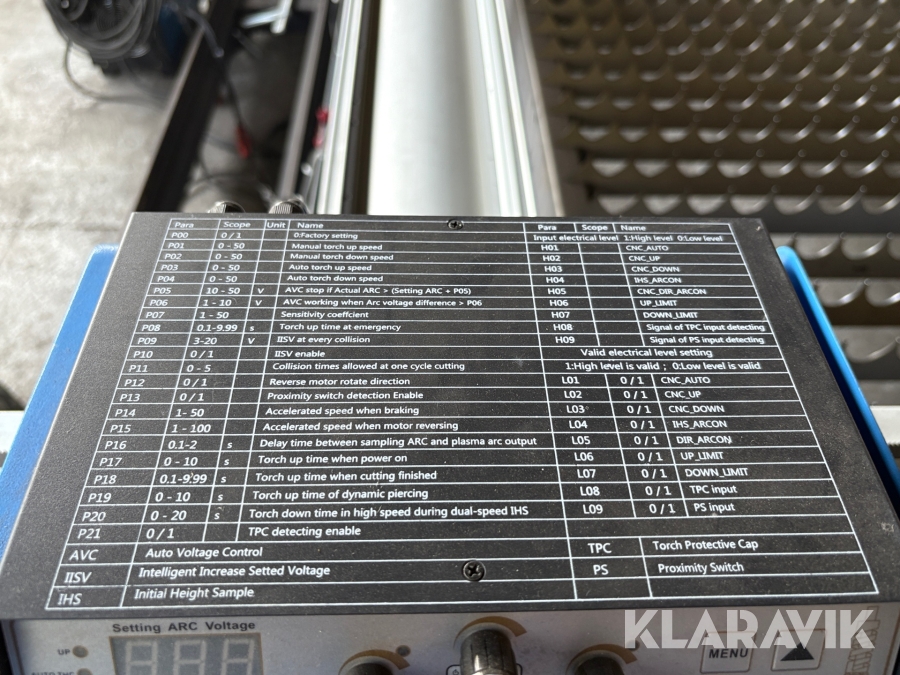 Para Scope Unit Name Para Scope Name
P00 0 / 1 0:Factory setting Input electrical level 1:High level 0:Low level
P01 0 - 50 Manual torch up speed H01 CNC_AUTO
P02 0 - 50 Manual torch down speed H02 CNC_UP
P03 0 - 50 Auto torch up speed H03 CNC_DOWN
P04 0 - 50 Auto torch down speed H04 IHS_ARCON
P05 10 - 50 V AVC stop if Actual ARC > (Setting ARC + P05) H05 CNC_DIR_ARCON
P06 1 - 10 V AVC working when Arc voltage difference > P06 H06 UP_LIMIT
P07 1 - 50 Sensitivity coeffcient H07 DOWN_LIMIT
P08 0.1-9.99 s Torch up time at emergency H08 Signal of TPC input detecting
P09 3-20 V IISV at every collision H09 Signal of PS input detecting
P10 0 / 1 IISV enable Valid electrical level setting
P11 0 - 5 Collision times allowed at one cycle cutting 1:High level is valid ; 0:Low level is valid
P12 0 / 1 Reverse motor rotate direction L01 0 / 1 CNC_AUTO
P13 0 / 1 Proximity switch detection Enable L02 0 / 1 CNC_UP
P14 1- 50 Accelerated speed when braking L03 0 / 1 CNC_DOWN
P15 1 - 100 Accelerated speed when motor reversing L04 0 / 1 IHS_ARCON
P16 0.1-2 s Delay time between sampling ARC and plasma arc output L05 0 / 1 DIR_ARCON
P17 0 - 10 s Torch up time when power on L06 0 / 1 UP_LIMIT
P18 0.1-9.99 s Torch up time when cutting finished L07 0 / 1 DOWN_LIMIT
P19 0 - 10 s Torch up time of dynamic piercing L08 0 / 1 TPC input
P20 0 - 20 s Torch down time in high speed during dual-speed IHS L09 0 / 1 PS input
P21 0 / 1 TPC detecting enable
AVC Auto Voltage Control TPC Torch Protective Cap
IISV Intelligent Increase Setted Voltage PS Proximity Switch
IHS Initial Height Sample
Setting ARC Voltage
UP
MENU
KLARAVIK